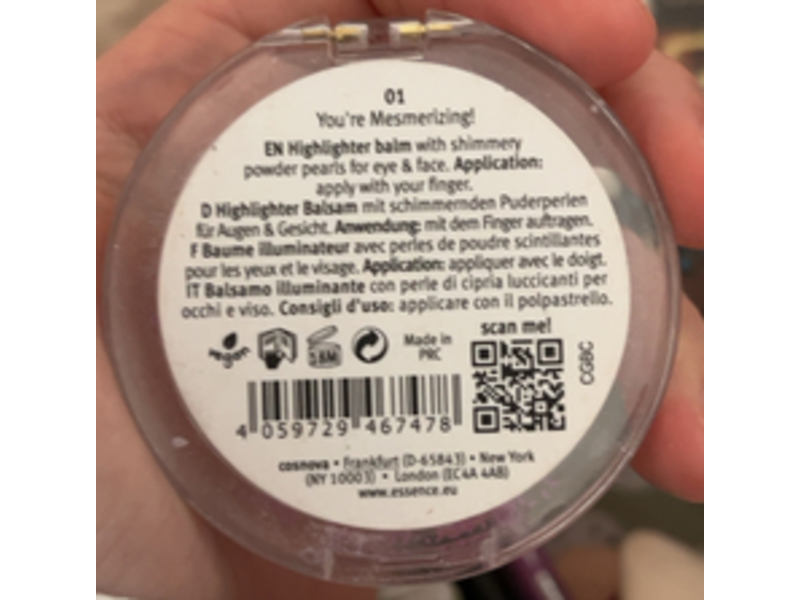 01
You're Mesmerizing!
EN Highlighter balm with shimmery
powder pearls for eye & face. Application:
apply with your finger.
D Highlighter Balsam mit schimmernden Puderperlen
für Augen & Gesicht. Anwendung: mit dem Finger auftragen.
F Baume illuminateur avec perles de poudre scintillantes
pour les yeux et le visage. Application: appliquer avec le doigt.
IT Balsamo illuminante con perle di cipria luccicanti per
occhi e viso. Consigli d'uso: applicare con il polpastrello.
scan me!
vegan
Made in
PRC
CGBC
4 059729 467478
cosnova • Frankfurt (D-65843) • New York
(NY 10003) • London (EC4A 4AB)
www.essence.eu